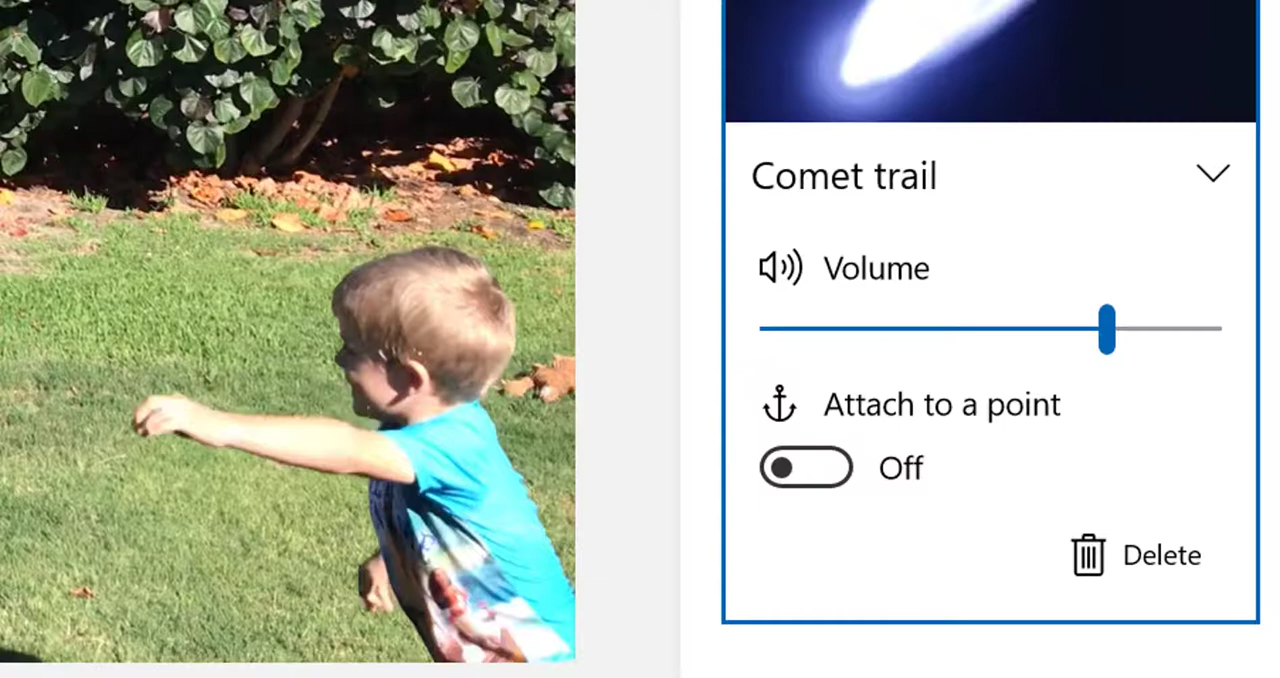 Comet trail
Volume
Attach to a point
Off
Delete